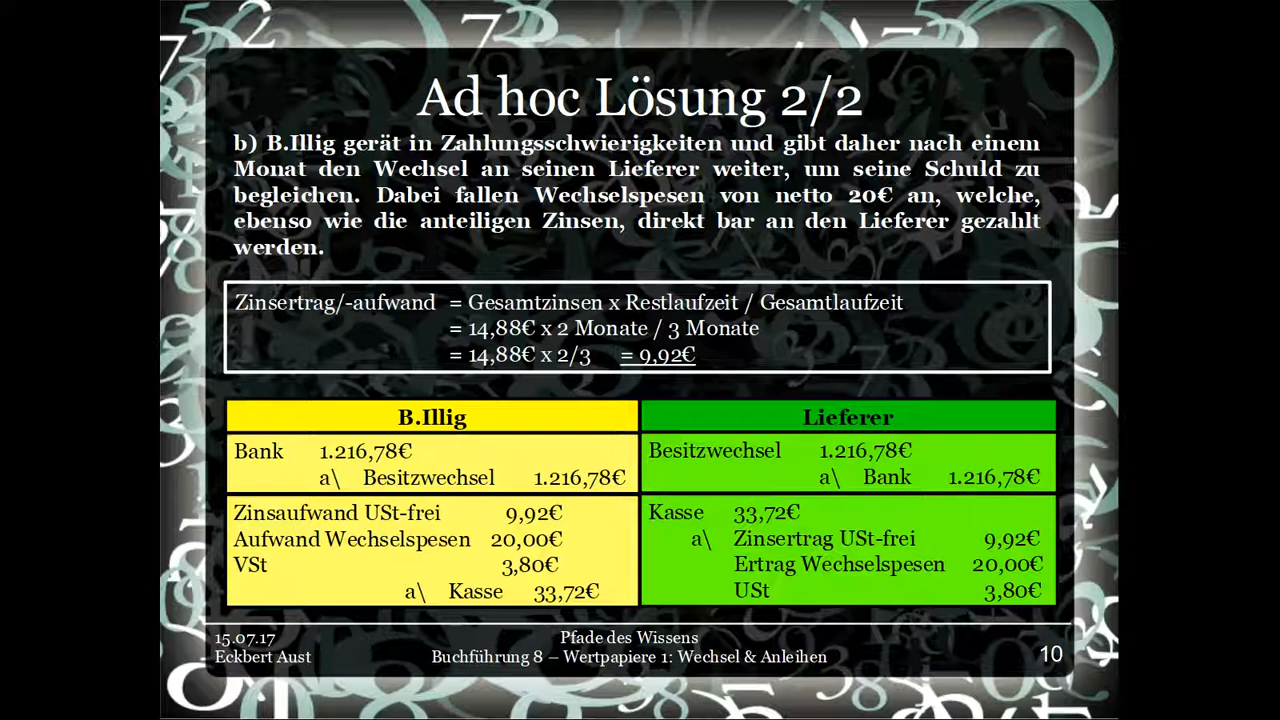 Ad hoc Lösung 2/2
b) B.Illig gerät in Zahlungsschwierigkeiten und gibt daher nach einem
Monat den Wechsel an seinen Lieferer weiter, um seine Schuld zu
begleichen. Dabei fallen Wechselspesen von netto 20€ an, welche,
ebenso wie die anteiligen Zinsen, direkt bar an den Lieferer gezahlt
werden.
Zinsertrag/-aufwand = Gesamtzinsen x Restlaufzeit / Gesamtlaufzeit
= 14,88€ x 2 Monate / 3 Monate
= 14,88€ x 2/3 = 9,92€
B.Illig
Bank 1.216,78€
a\ Besitzwechsel 1.216,78€
Zinsaufwand USt-frei 9,92€
Aufwand Wechselspesen 20,00€
VSt 3,80€
a\ Kasse 33,72€
Lieferer
Besitzwechsel 1.216,78€
a\ Bank 1.216,78€
Kasse 33,72€
a\ Zinsertrag USt-frei 9,92€
Ertrag Wechselspesen 20,00€
USt 3,80€
15.07.17 Pfade des Wissens
Eckbert Aust Buchführung 8 – Wertpapiere 1: Wechsel & Anleihen 10